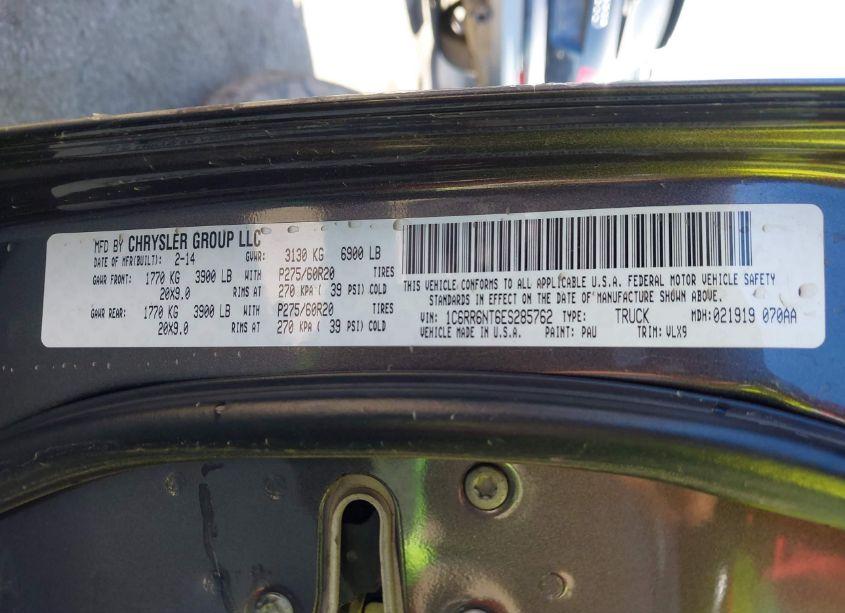 MFD BY CHRYSLER GROUP LLC
DATE OF MFR(BUILT): 2-14 GVWR: 3130 KG 6900 LB
GAWR FRONT: 1770 KG 3900 LB WITH P275/60R20 TIRES
20X9.0 RIMS AT 270 KPA ( 39 PSI) COLD
GAWR REAR: 1770 KG 3900 LB WITH P275/60R20 TIRES
20X9.0 RIMS AT 270 KPA ( 39 PSI) COLD
THIS VEHICLE CONFORMS TO ALL APPLICABLE U.S.A. FEDERAL MOTOR VEHICLE SAFETY
STANDARDS IN EFFECT ON THE DATE OF MANUFACTURE SHOWN ABOVE.
VIN: 1C6RR6NT6ES285762 TYPE: TRUCK MDH: 021919 070AA
VEHICLE MADE IN U.S.A. PAINT: PAU TRIM: VLX9